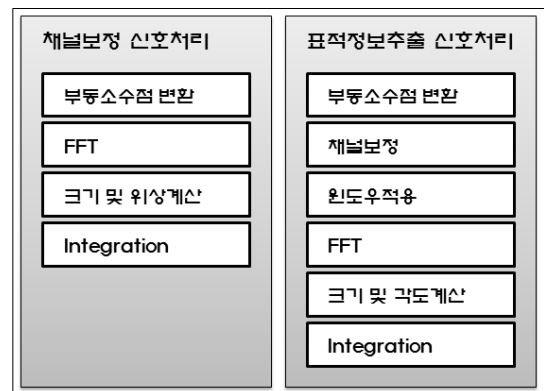 채널보정 신호처리
부동소수점 변환
FFT
크기 및 위상계산
Integration
표적정보추출 신호처리
부동소수점 변환
채널보정
윈도우적용
FFT
크기 및 각도계산
Integration